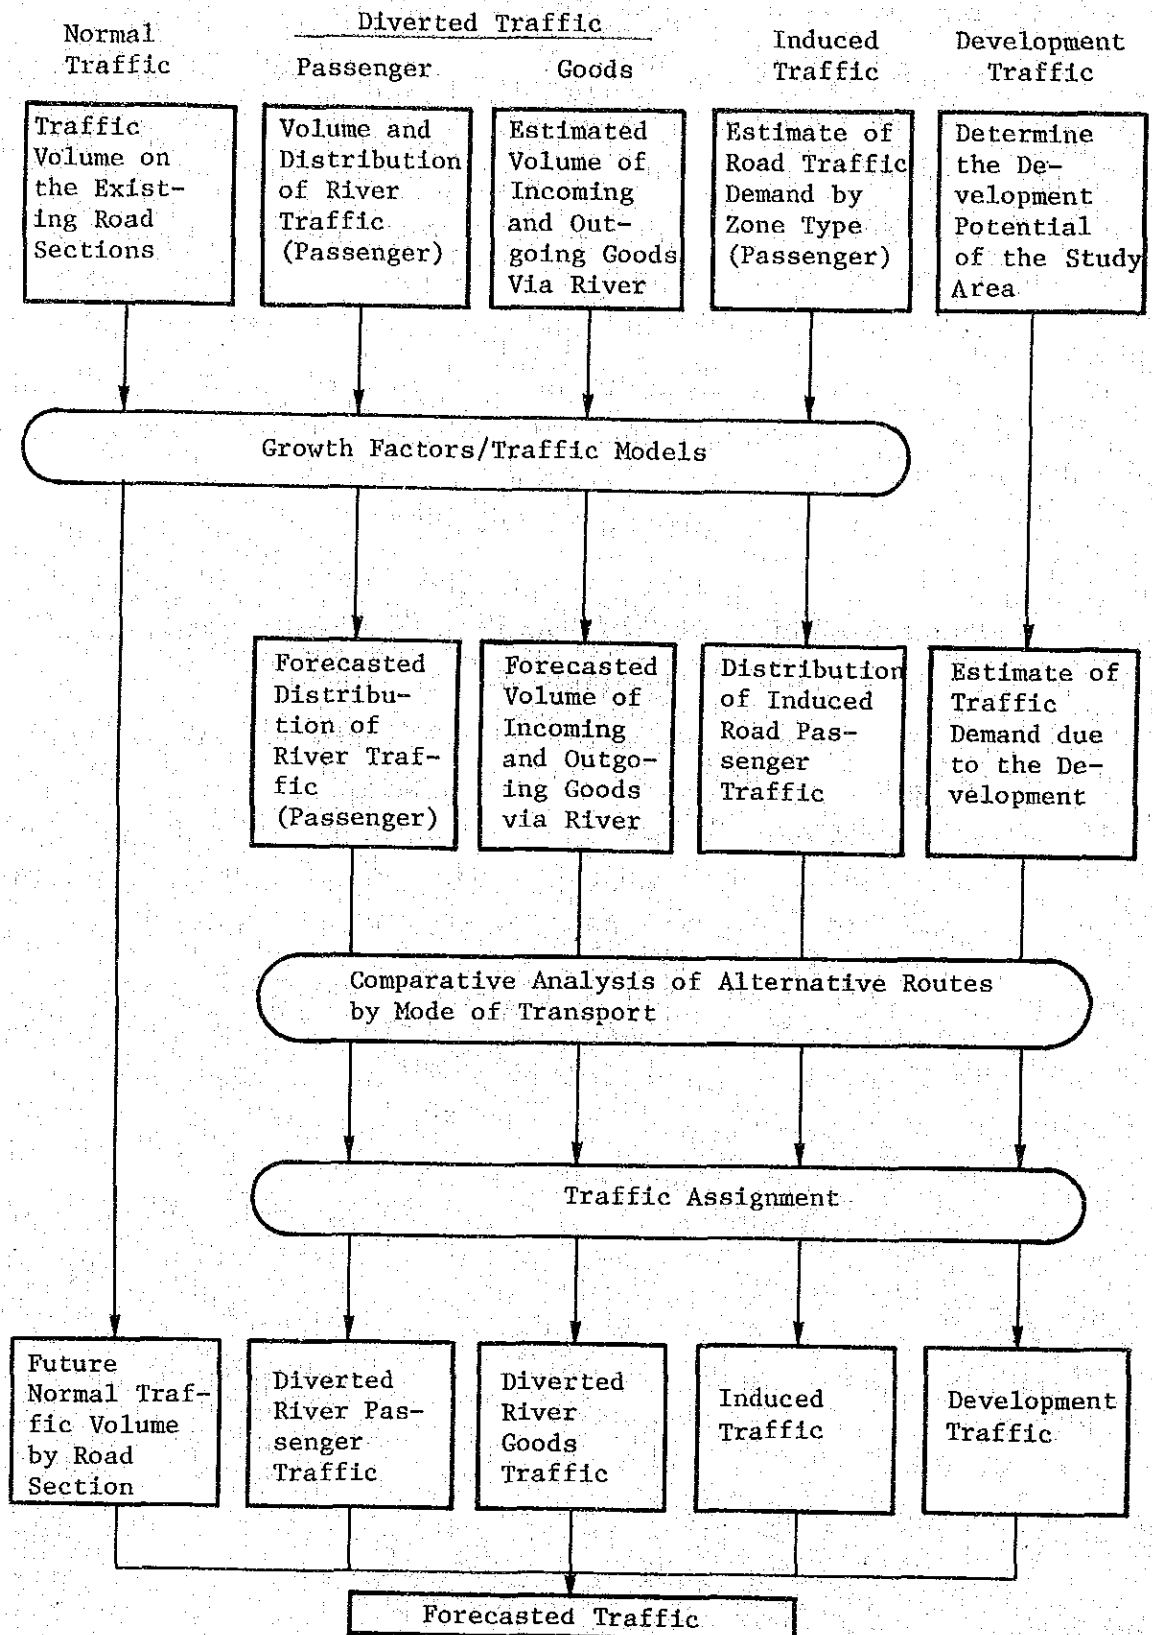 Normal
Traffic
Diverted Traffic
Passenger
Goods
Induced
Traffic
Development
Traffic
Traffic
Volume on
the Exist-
ing Road
Sections
Volume and
Distribution
of River
Traffic
(Passenger)
Estimated
Volume of
Incoming
and Out-
going Goods
Via River
Estimate of
Road Traffic
Demand by
Zone Type
(Passenger)
Determine
the De-
velopment
Potential
of the Study
Area
Growth Factors/Traffic Models
Forecasted
Distribu-
tion of
River Traf-
fic
(Passenger)
Forecasted
Volume of
Incoming
and Outgo-
ing Goods
via River
Distribution
of Induced
Road Pas-
senger
Traffic
Estimate of
Traffic
Demand due
to the De-
velopment
Comparative Analysis of Alternative Routes
by Mode of Transport
Traffic Assignment
Future
Normal Traf-
fic Volume
by Road
Section
Diverted
River Pas-
senger
Traffic
Diverted
River
Goods
Traffic
Induced
Traffic
Development
Traffic
Forecasted Traffic